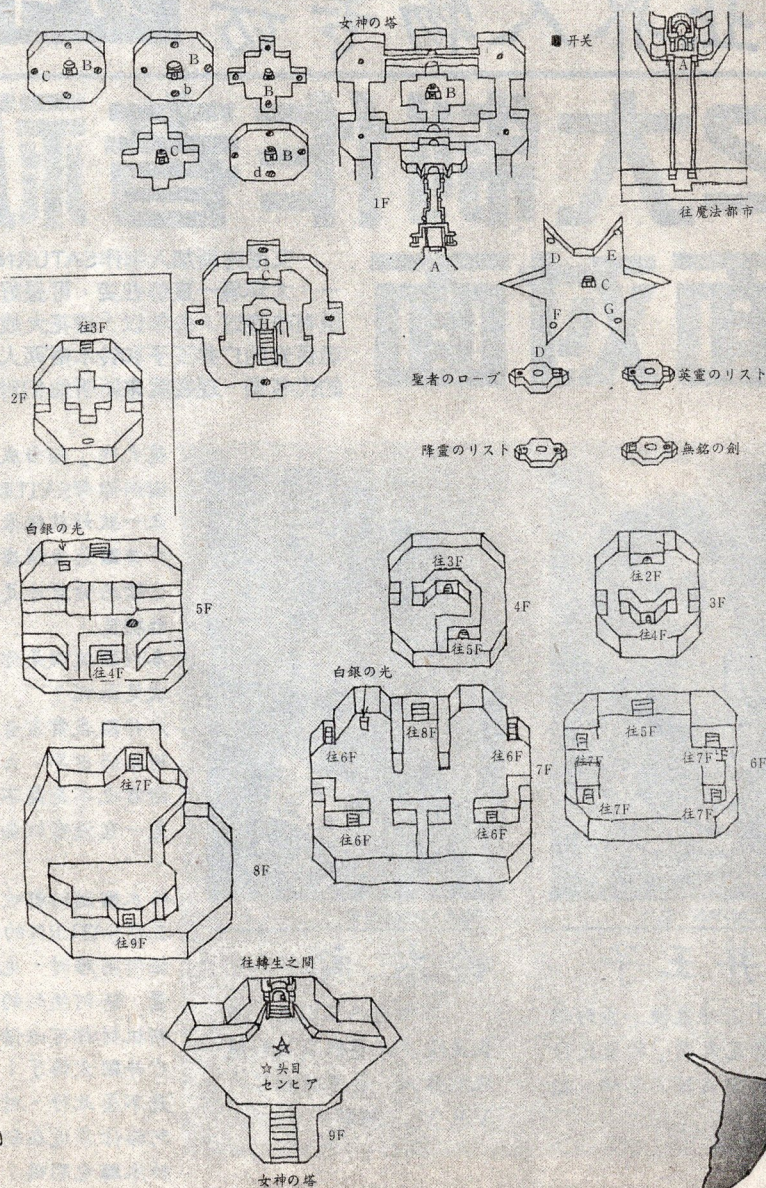 女神の塔
开关
C B
B
b
B
C
B
d
B
1F
A
A
往魔法都市
C
H
D E
C
F G
D
聖者のローブ
英霊のリスト
降霊のリスト
無銘の劍
往3F
2F
白銀の光
5F
往4F
往3F
4F
往5F
往2F
3F
往4F
白銀の光
往6F
往8F
往6F
7F
往6F
往6F
往5F
往7F
往7F
6F
往7F
往7F
往7F
8F
往9F
往轉生之間
☆头目
センヒア
9F
女神の塔